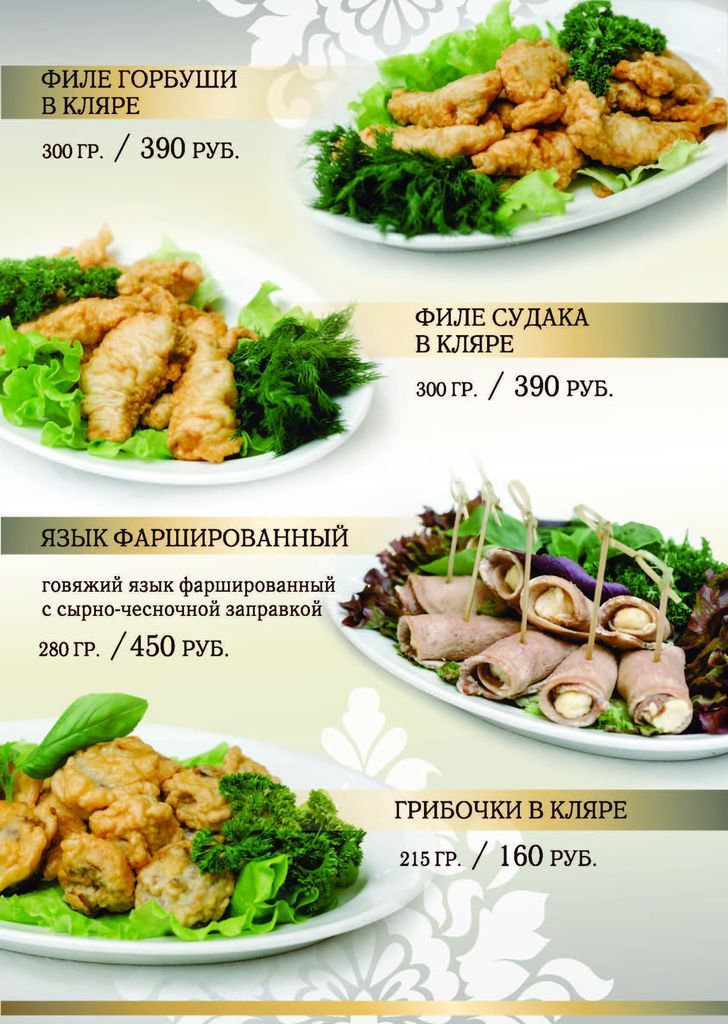 ФИЛЕ ГОРБУШИ
В КЛЯРЕ
300 ГР. / 390 РУБ.
ФИЛЕ СУДАКА
В КЛЯРЕ
300 ГР. / 390 РУБ.
ЯЗЫК ФАРШИРОВАННЫЙ
говяжий язык фаршированный
с сырно-чесночной заправкой
280 ГР. / 450 РУБ.
ГРИБОЧКИ В КЛЯРЕ
215 ГР. / 160 РУБ.